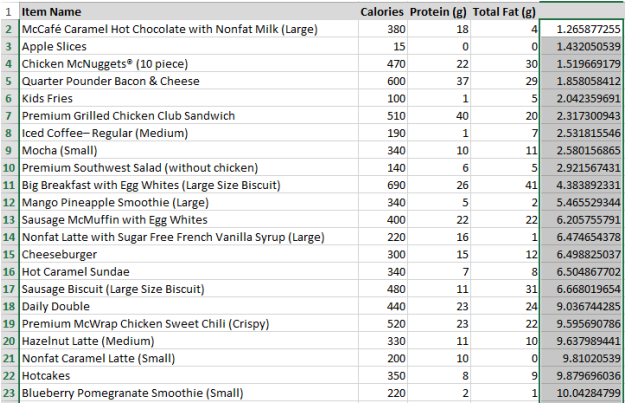 1 Item Name Calories Protein (g) Total Fat (g)
2 McCafé Caramel Hot Chocolate with Nonfat Milk (Large) 380 18 4 1.265877255
3 Apple Slices 15 0 0 1.432050539
4 Chicken McNuggets® (10 piece) 470 22 30 1.519669179
5 Quarter Pounder Bacon & Cheese 600 37 29 1.858058412
6 Kids Fries 100 1 5 2.042359691
7 Premium Grilled Chicken Club Sandwich 510 40 20 2.317300943
8 Iced Coffee– Regular (Medium) 190 1 7 2.531815546
9 Mocha (Small) 340 10 11 2.580156865
10 Premium Southwest Salad (without chicken) 140 6 5 2.921567431
11 Big Breakfast with Egg Whites (Large Size Biscuit) 690 26 41 4.383892331
12 Mango Pineapple Smoothie (Large) 340 5 2 5.465529344
13 Sausage McMuffin with Egg Whites 400 22 22 6.205755791
14 Nonfat Latte with Sugar Free French Vanilla Syrup (Large) 220 16 1 6.474654378
15 Cheeseburger 300 15 12 6.498825037
16 Hot Caramel Sundae 340 7 8 6.504867702
17 Sausage Biscuit (Large Size Biscuit) 480 11 31 6.668019654
18 Daily Double 440 23 24 9.036744285
19 Premium McWrap Chicken Sweet Chili (Crispy) 520 23 22 9.595690786
20 Hazelnut Latte (Medium) 330 11 10 9.637989441
21 Nonfat Caramel Latte (Small) 200 10 0 9.81020539
22 Hotcakes 350 8 9 9.879696036
23 Blueberry Pomegranate Smoothie (Small) 220 2 1 10.04284799